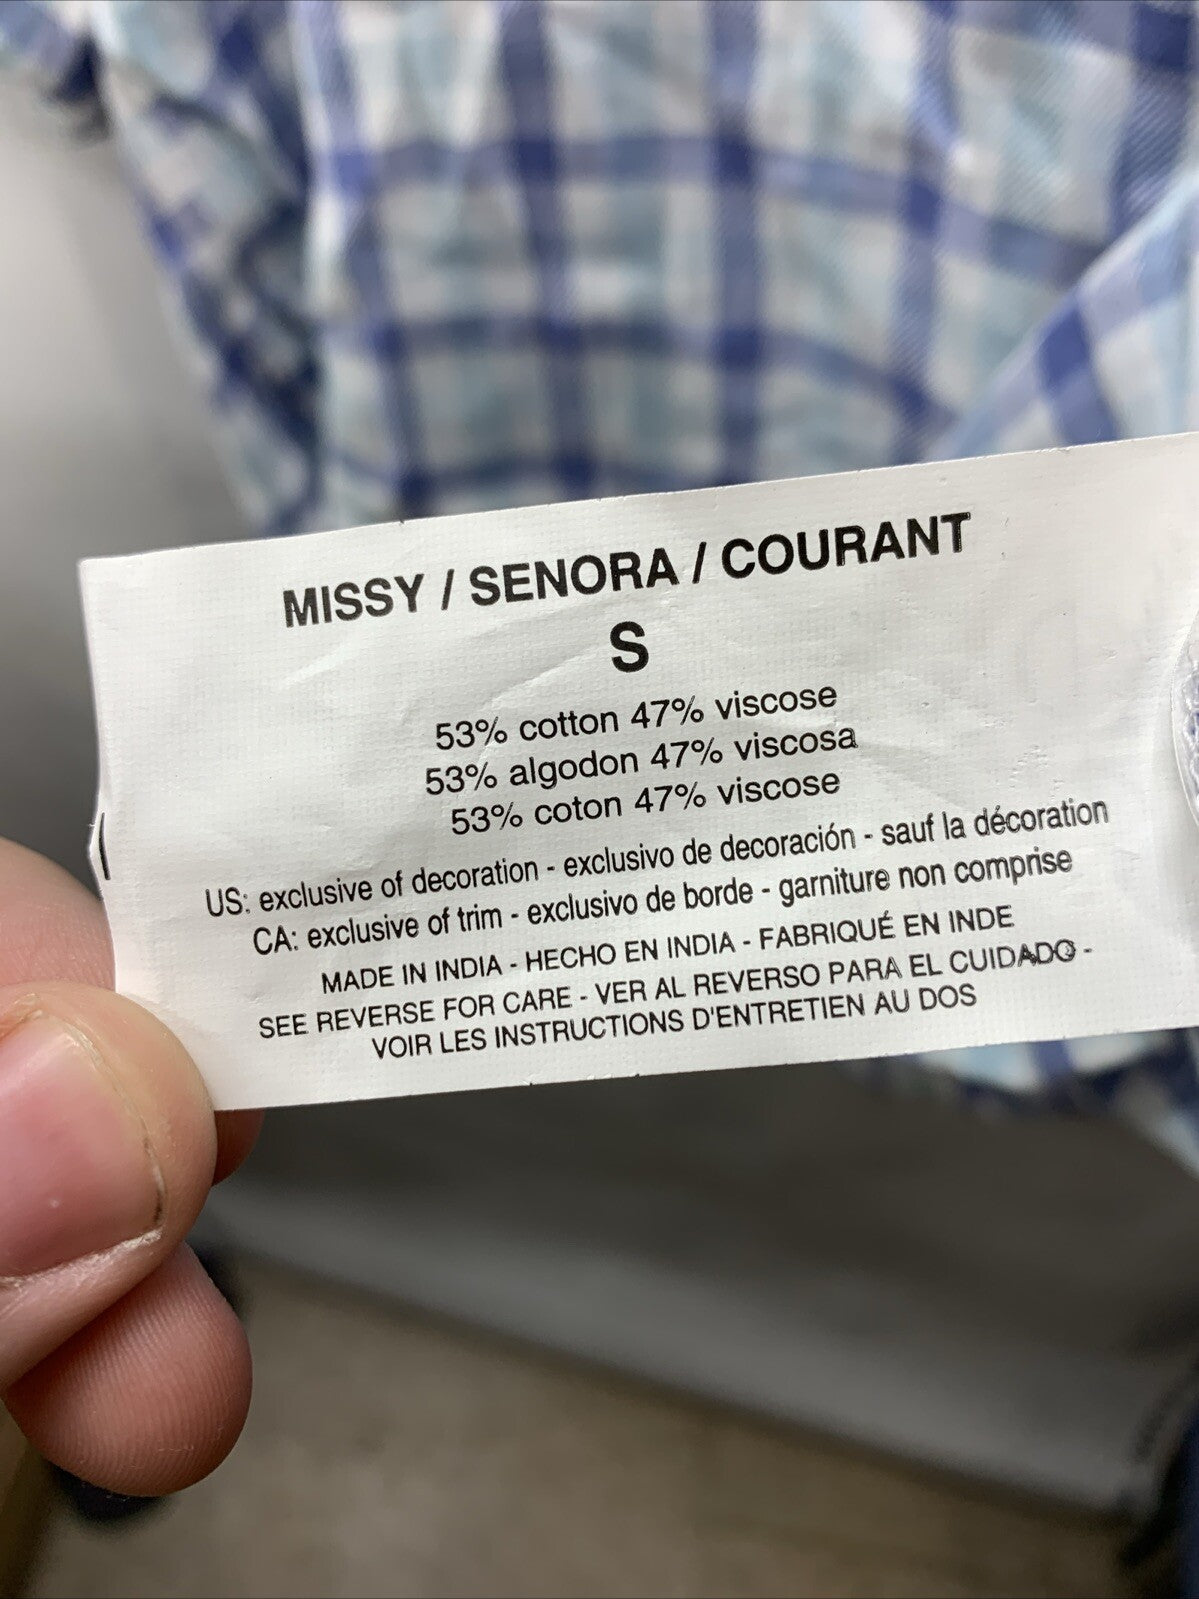 MISSY / SENORA / COURANT
S
53% cotton 47% viscose
53% algodon 47% viscosa
53% coton 47% viscose
US: exclusive of decoration - exclusivo de decoración - sauf la décoration
CA: exclusive of trim - exclusivo de borde - garniture non comprise
MADE IN INDIA - HECHO EN INDIA - FABRIQUÉ EN INDE
SEE REVERSE FOR CARE - VER AL REVERSO PARA EL CUIDADO -
VOIR LES INSTRUCTIONS D'ENTRETIEN AU DOS